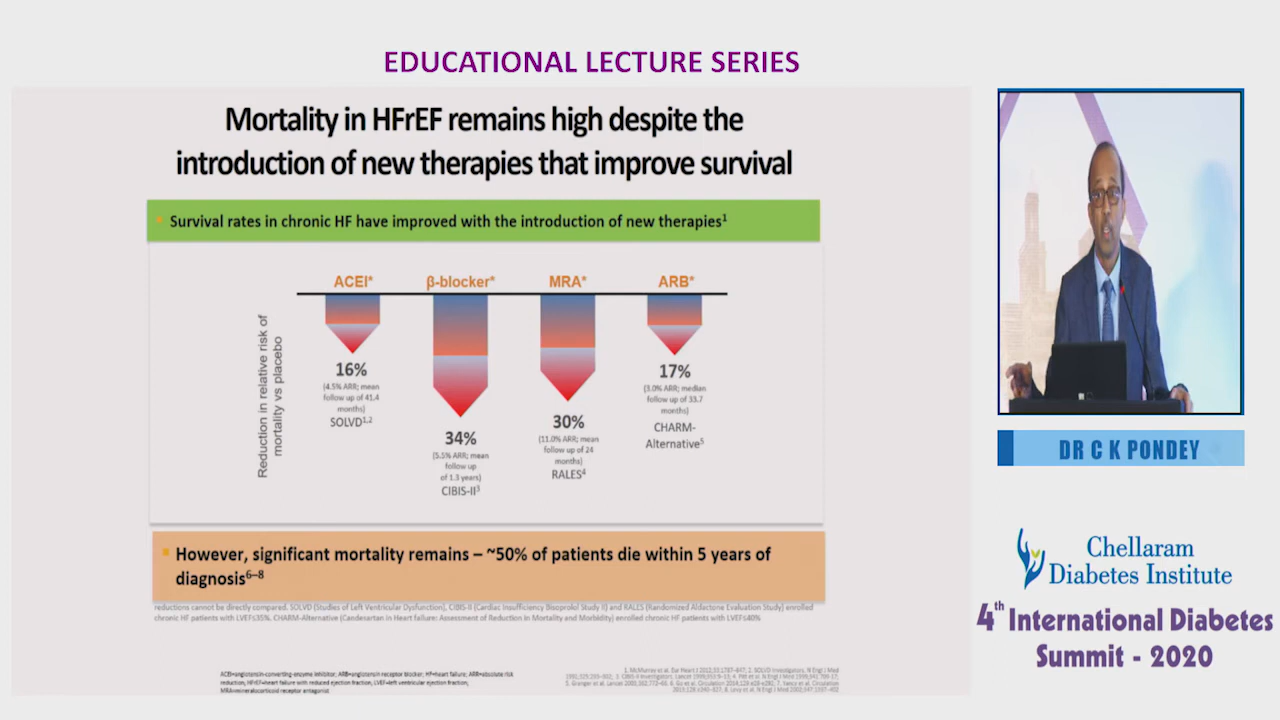 EDUCATIONAL LECTURE SERIES
Mortality in HFrEF remains high despite the
introduction of new therapies that improve survival
Survival rates in chronic HF have improved with the introduction of new therapies¹
ACEI*
β-blocker*
MRA*
ARB*
Reduction in relative risk of
mortality vs placebo
16%
(4.5% ARR; mean
follow up of 41.4
months)
SOLVD¹,²
34%
(5.5% ARR; mean
follow up
of 1.3 years)
CIBIS-II³
30%
(11.0% ARR; mean
follow up of 24
months)
RALES⁴
17%
(3.0% ARR; median
follow up of 33.7
months)
CHARM-
Alternative⁵
However, significant mortality remains – ~50% of patients die within 5 years of
diagnosis⁶⁻⁸
reductions cannot be directly compared. SOLVD (Studies of Left Ventricular Dysfunction), CIBIS-II (Cardiac Insufficiency Bisoprolol Study II) and RALES (Randomized Aldactone Evaluation Study) enrolled
chronic HF patients with LVEF≤35%. CHARM-Alternative (Candesartan in Heart failure: Assessment of Reduction in Mortality and Morbidity) enrolled chronic HF patients with LVEF≤40%
ACEI=angiotensin-converting enzyme inhibitor; ARB=angiotensin receptor blocker; HF=heart failure; ARR=absolute risk
reduction, HFrEF=heart failure with reduced ejection fraction, LVEF=left ventricular ejection fraction,
MRA=mineralocorticoid receptor antagonist
DR C K PONDEY
Chellaram
Diabetes Institute
4th International Diabetes
Summit - 2020